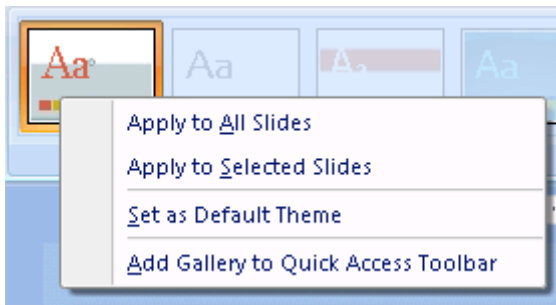 Aa Aa Aa Aa
Apply to All Slides
Apply to Selected Slides
Set as Default Theme
Add Gallery to Quick Access Toolbar